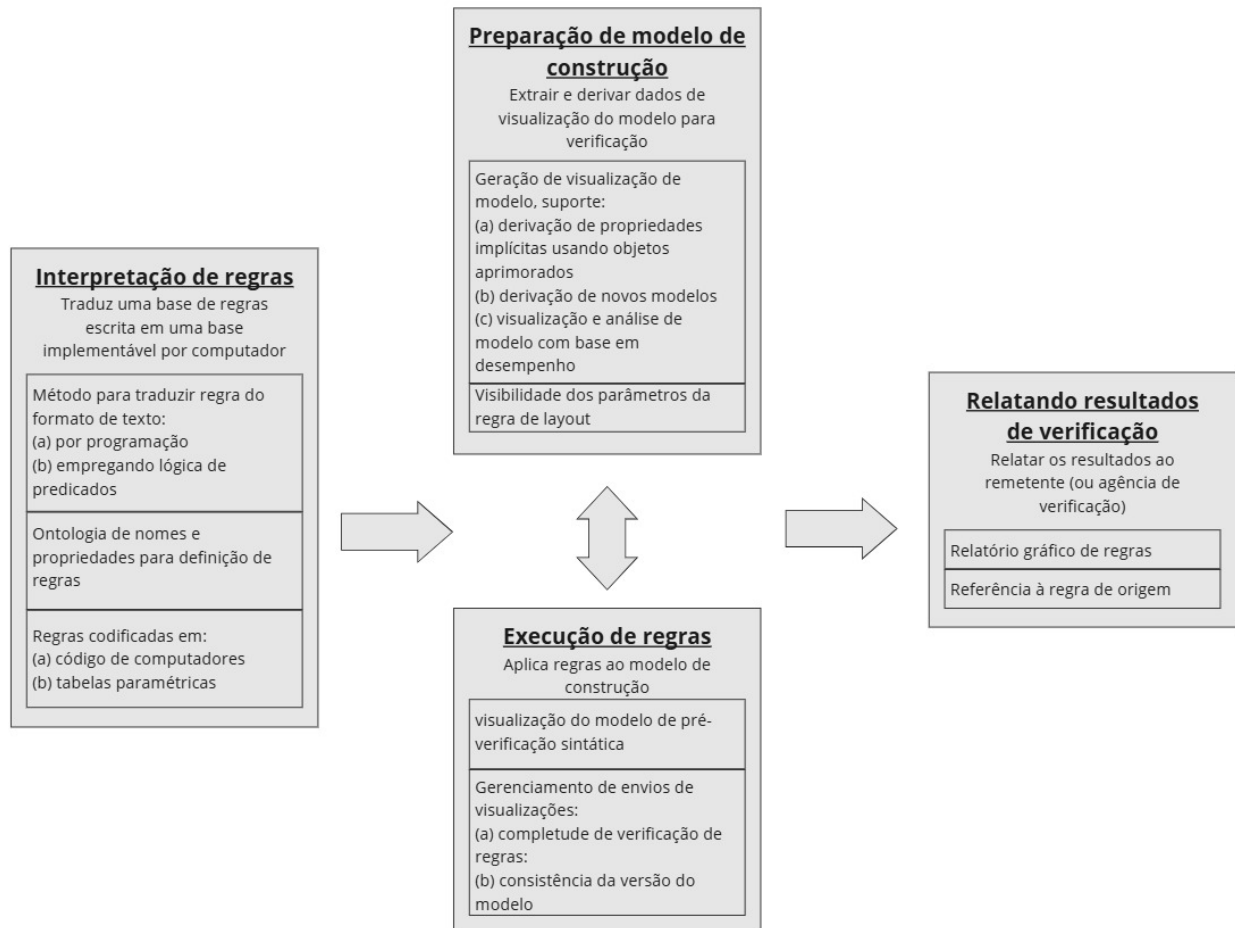 Interpretação de regras
Traduz uma base de regras
escrita em uma base
implementável por computador
Método para traduzir regra do
formato de texto:
(a) por programação
(b) empregando lógica de
predicados
Ontologia de nomes e
propriedades para definição de
regras
Regras codificadas em:
(a) código de computadores
(b) tabelas paramétricas
Preparação de modelo de
construção
Extrair e derivar dados de
visualização do modelo para
verificação
Geração de visualização de
modelo, suporte:
(a) derivação de propriedades
implícitas usando objetos
aprimorados
(b) derivação de novos modelos
(c) visualização e análise de
modelo com base em
desempenho
Visibilidade dos parâmetros da
regra de layout
Execução de regras
Aplica regras ao modelo de
construção
visualização do modelo de pré-
verificação sintática
Gerenciamento de envios de
visualizações:
(a) completude de verificação de
regras:
(b) consistência da versão do
modelo
Relatando resultados
de verificação
Relatar os resultados ao
remetente (ou agência de
verificação)
Relatório gráfico de regras
Referência à regra de origem